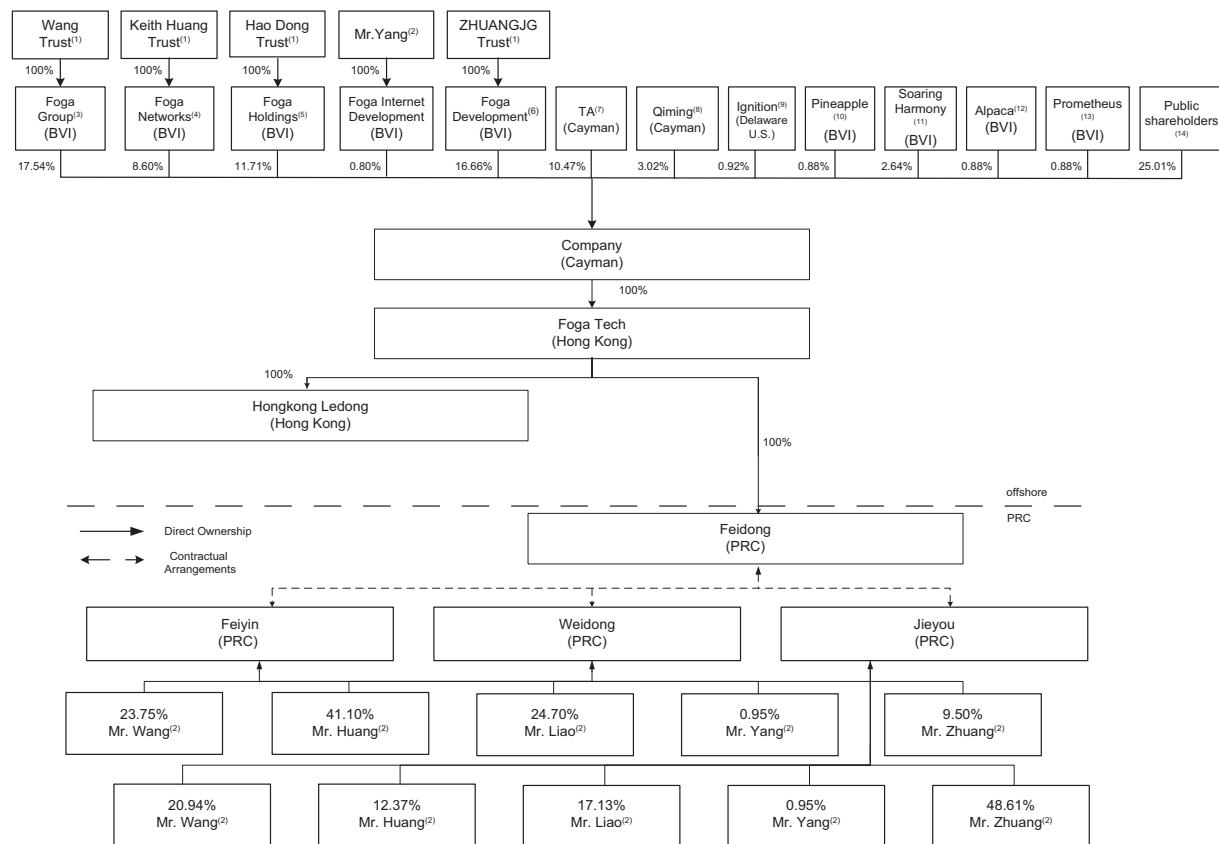 Wang
Trust(1)
Keith Huang
Trust(1)
Hao Dong
Trust(1)
Mr.Yang(2)
ZHUANGJG
Trust(1)
100%
100%
100%
100%
100%
Foga
Group(3)
(BVI)
Foga
Networks(4)
(BVI)
Foga
Holdings(5)
(BVI)
Foga Internet
Development
(BVI)
Foga
Development(6)
(BVI)
TA(7)
(Cayman)
Qiming(8)
(Cayman)
Ignition(9)
(Delaware
U.S.)
Pineapple
(10)
(BVI)
Soaring
Harmony
(11)
(BVI)
Alpaca(12)
(BVI)
Prometheus
(13)
(BVI)
Public
shareholders
(14)
17.54%
8.60%
11.71%
0.80%
16.66%
10.47%
3.02%
0.92%
0.88%
2.64%
0.88%
0.88%
25.01%
Company
(Cayman)
100%
Foga Tech
(Hong Kong)
100%
Hongkong Ledong
(Hong Kong)
100%
offshore
PRC
Direct Ownership
Contractual
Arrangements
Feidong
(PRC)
Feiyin
(PRC)
Weidong
(PRC)
Jieyou
(PRC)
23.75%
Mr. Wang(2)
41.10%
Mr. Huang(2)
24.70%
Mr. Liao(2)
0.95%
Mr. Yang(2)
9.50%
Mr. Zhuang(2)
20.94%
Mr. Wang(2)
12.37%
Mr. Huang(2)
17.13%
Mr. Liao(2)
0.95%
Mr. Yang(2)
48.61%
Mr. Zhuang(2)